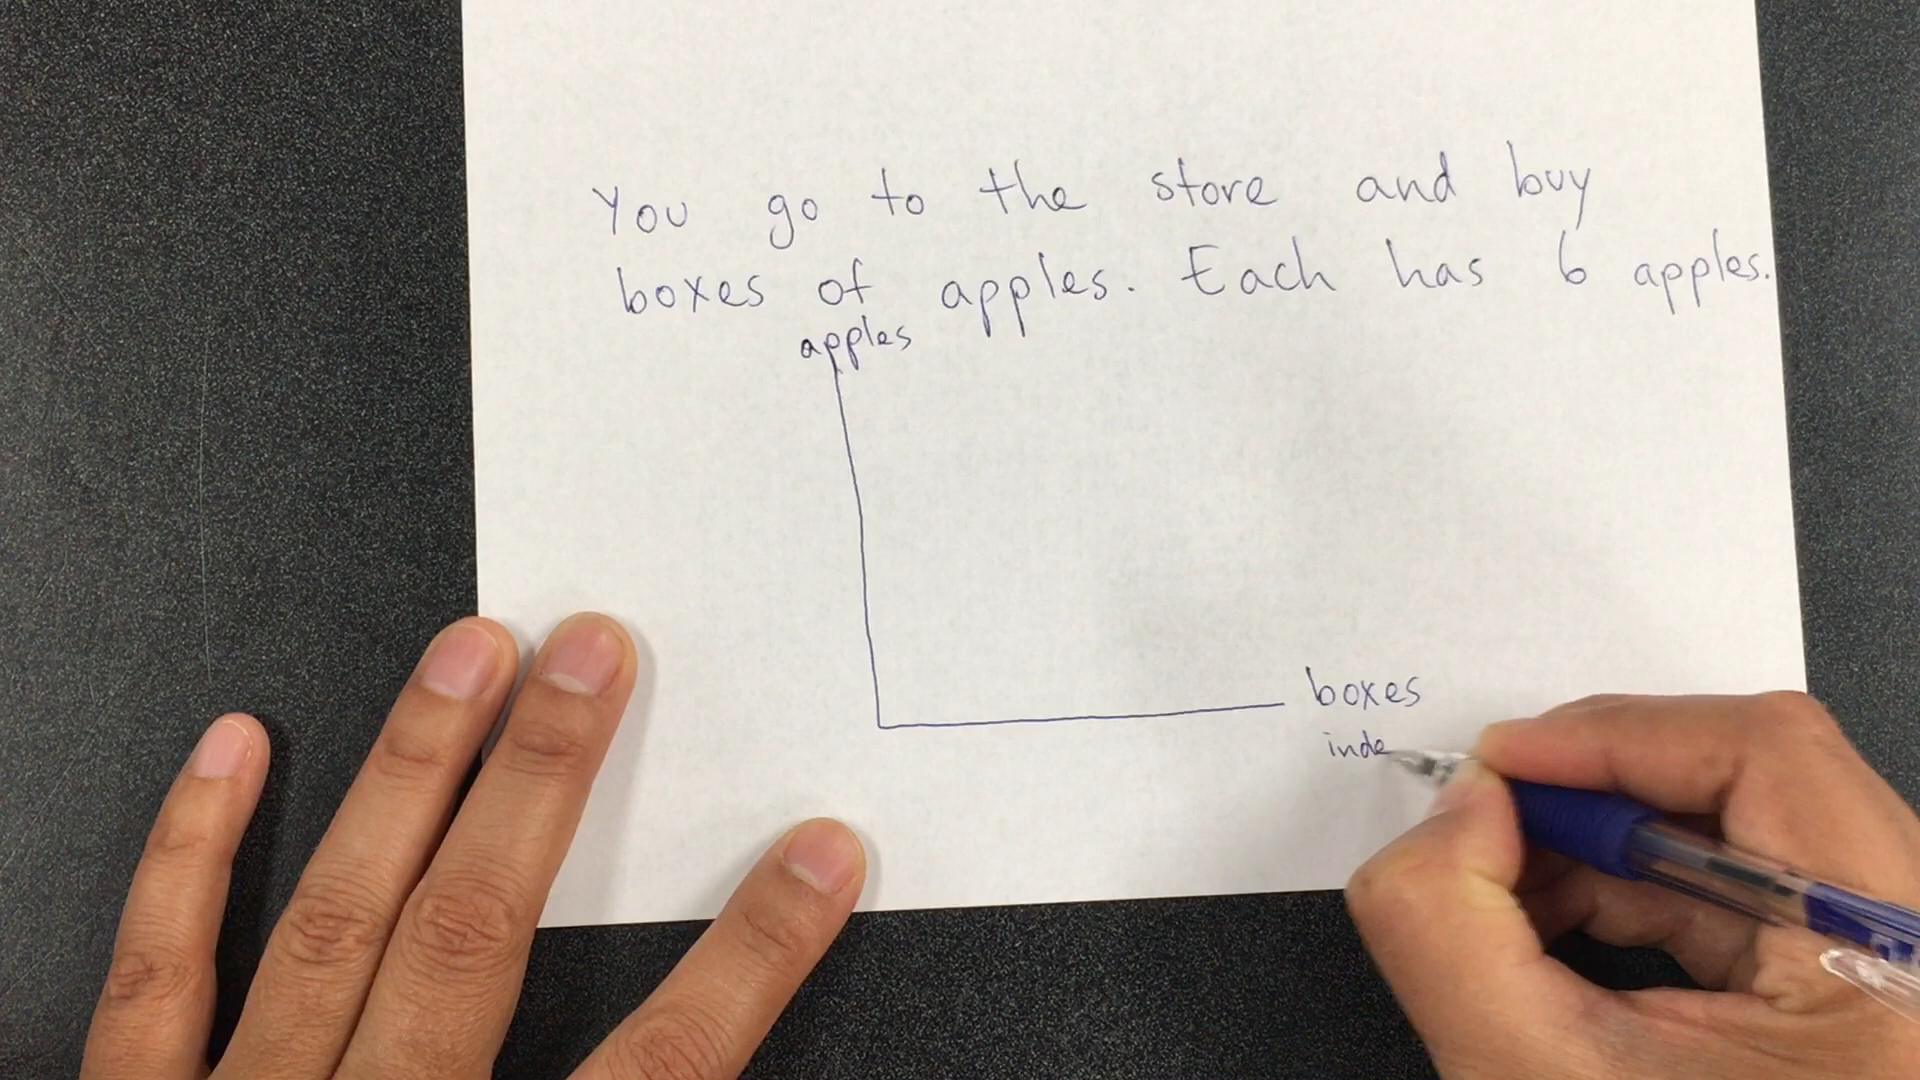 You go to the store and buy
boxes of apples. Each has 6 apples.
apples
boxes
inde